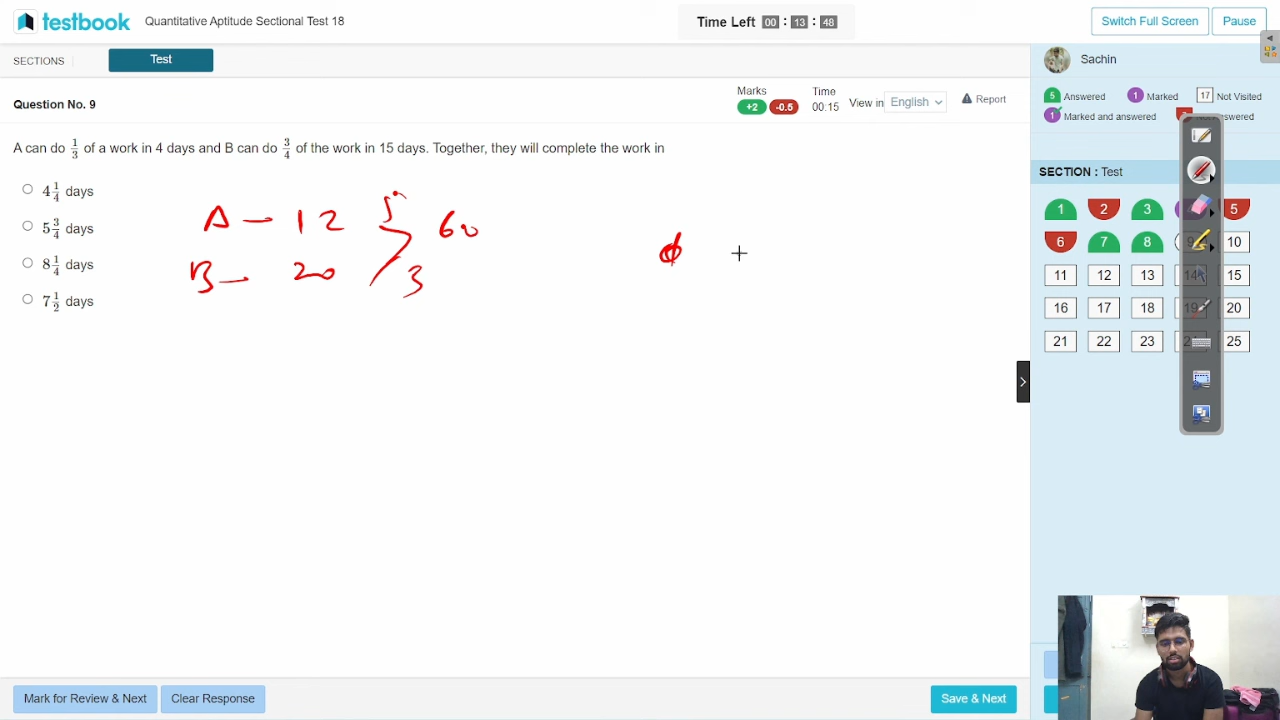 testbook Quantitative Aptitude Sectional Test 18 Time Left 00 : 13 : 48 Switch Full Screen Pause
SECTIONS Test Sachin
Question No. 9 Marks +2 -0.5 Time 00:15 View in English Report
5 Answered 1 Marked 17 Not Visited
1 Marked and answered
A can do 1/3 of a work in 4 days and B can do 3/4 of the work in 15 days. Together, they will complete the work in
4 1/4 days
5 3/4 days
8 1/4 days
7 1/2 days
A - 12 5 60
B - 20 3
SECTION : Test
1 2 3 5
6 7 8 9 10
11 12 13 14 15
16 17 18 19 20
21 22 23 25
Mark for Review & Next Clear Response Save & Next